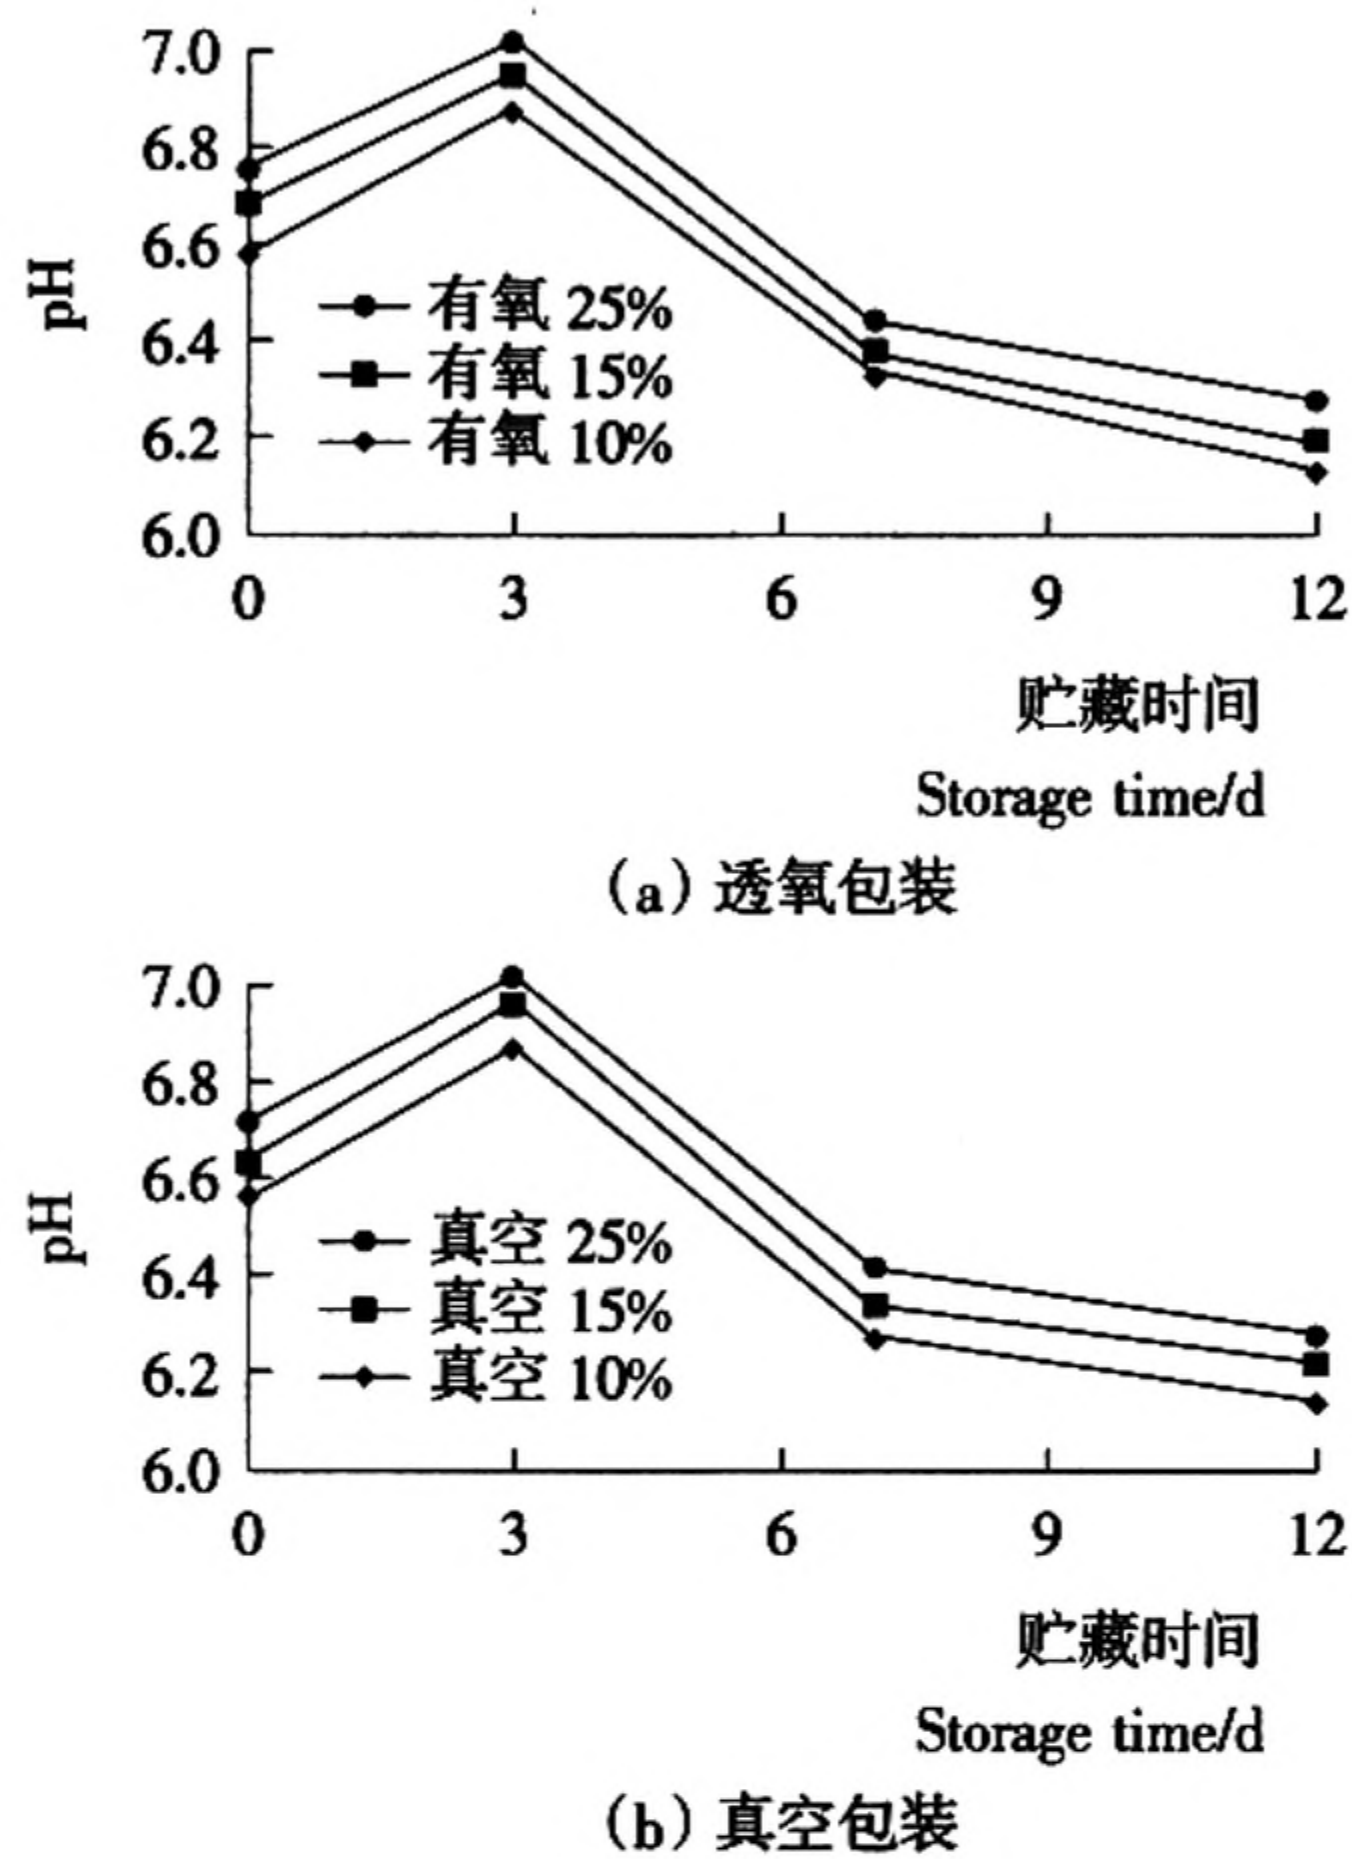 7.0
6.8
6.6
6.4
6.2
6.0
pH
有氧 25%
有氧 15%
有氧 10%
0 3 6 9 12
贮藏时间
Storage time/d
(a) 透氧包装
7.0
6.8
6.6
6.4
6.2
6.0
pH
真空 25%
真空 15%
真空 10%
0 3 6 9 12
贮藏时间
Storage time/d
(b) 真空包装